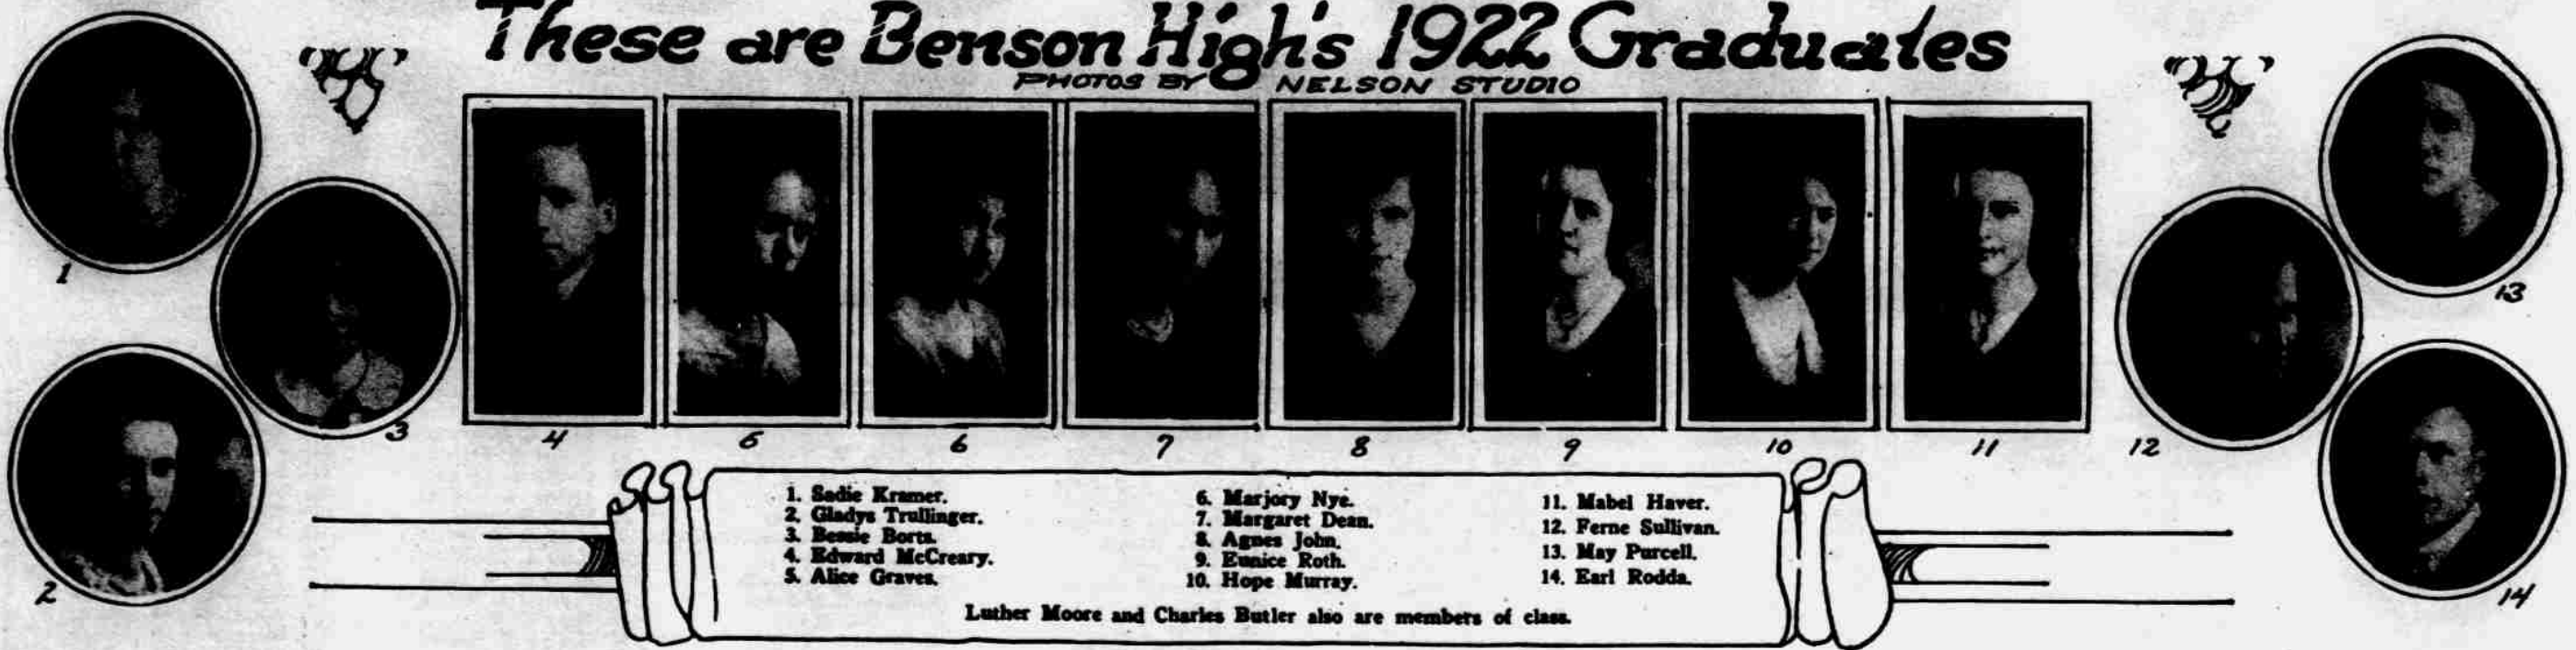 These are Benson High's 1922 Graduates
PHOTOS BY NELSON STUDIO
1
2
3
4
5
6
7
8
9
10
11
12
13
14
1. Sadie Kramer.
2. Gladys Trullinger.
3. Bessie Borts.
4. Edward McCreary.
5. Alice Graves.
6. Marjory Nye.
7. Margaret Dean.
8. Agnes John.
9. Eunice Roth.
10. Hope Murray.
11. Mabel Haver.
12. Ferne Sullivan.
13. May Purcell.
14. Earl Rodda.
Luther Moore and Charles Butler also are members of class.